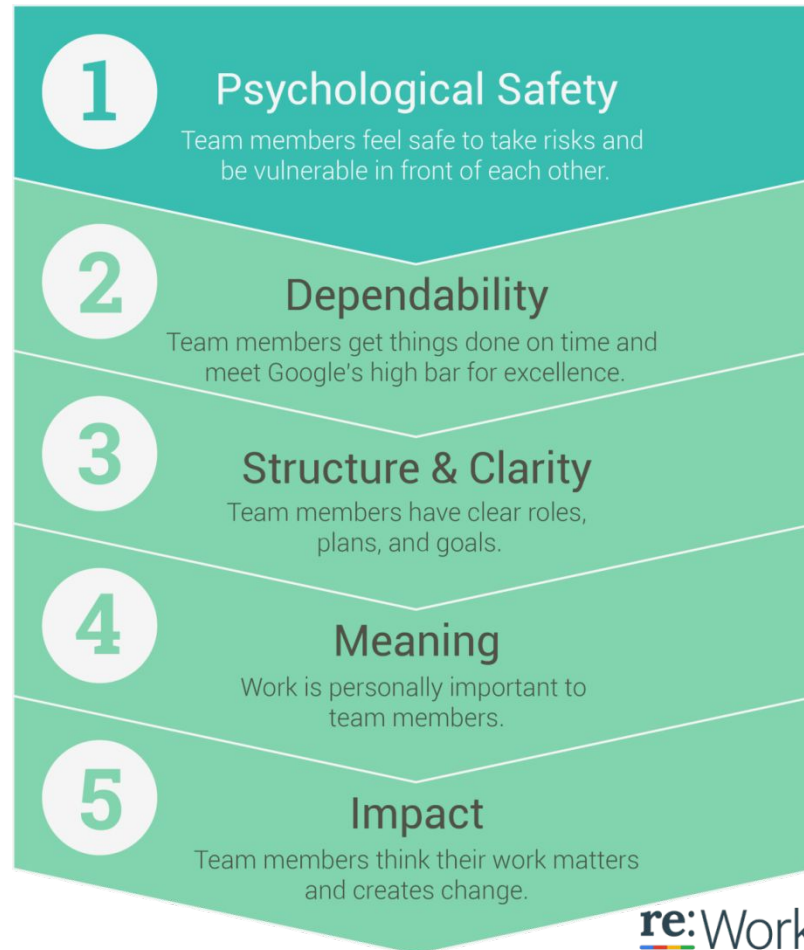 1
Psychological Safety
Team members feel safe to take risks and
be vulnerable in front of each other.
2
Dependability
Team members get things done on time and
meet Google's high bar for excellence.
3
Structure & Clarity
Team members have clear roles,
plans, and goals.
4
Meaning
Work is personally important to
team members.
5
Impact
Team members think their work matters
and creates change.
re:Work